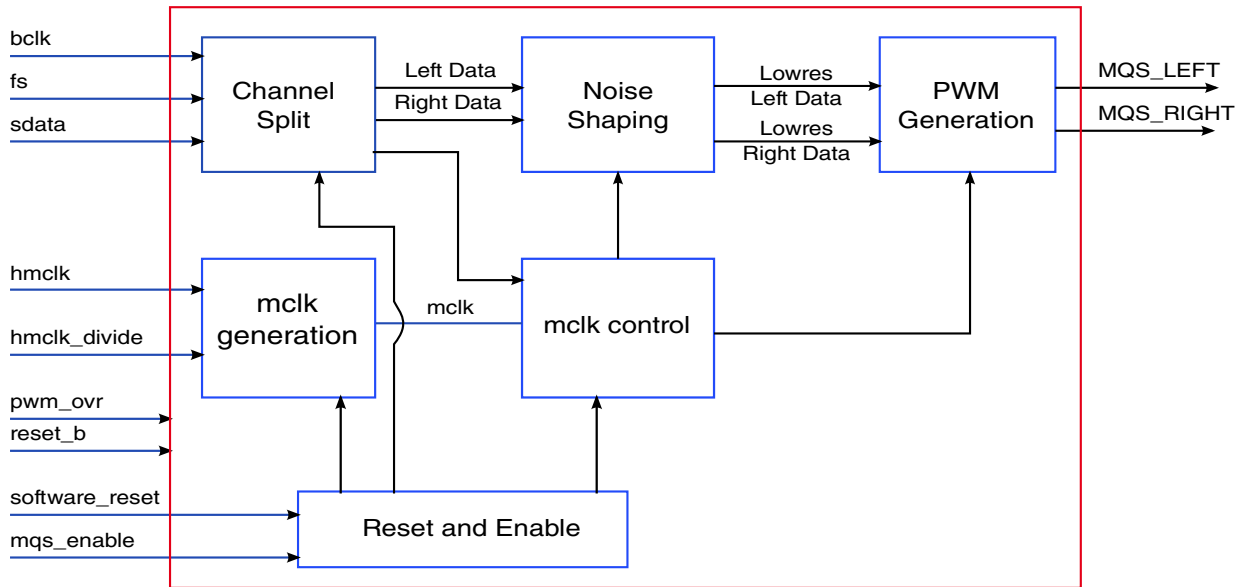 bclk
fs
sdata
Channel
Split
Left Data
Right Data
Noise
Shaping
Lowres
Left Data
Lowres
Right Data
PWM
Generation
MQS_LEFT
MQS_RIGHT
hmclk
hmclk_divide
mclk
generation
mclk
mclk control
pwm_ovr
reset_b
software_reset
mqs_enable
Reset and Enable